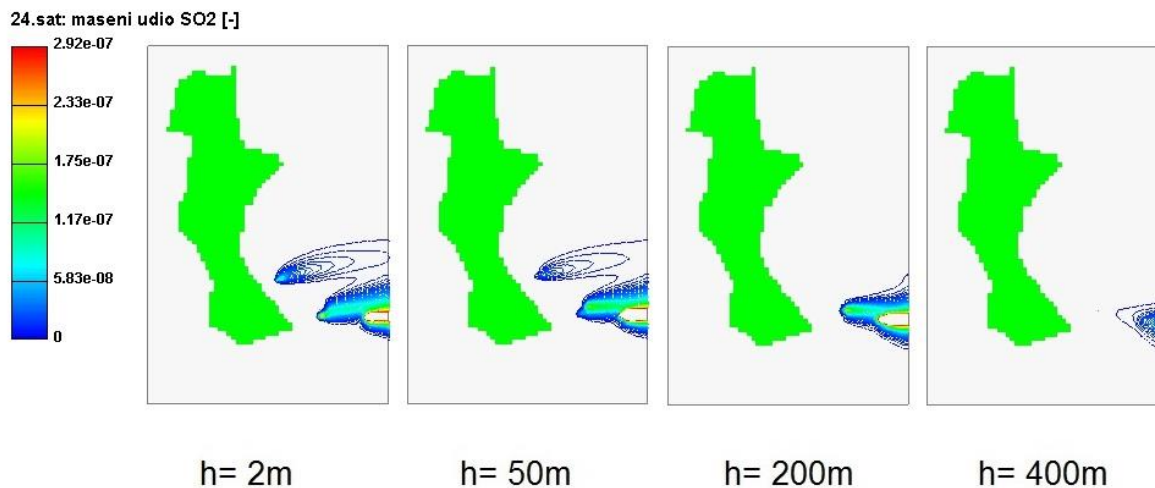 24.sat: maseni udio SO2 [-]
2.92e-07
2.33e-07
1.75e-07
1.17e-07
5.83e-08
0
h= 2m
h= 50m
h= 200m
h= 400m